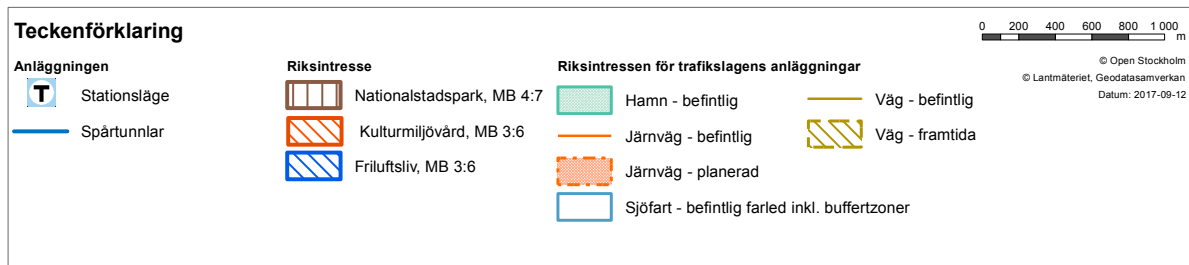 Teckenförklaring
0 200 400 600 800 1 000
m
© Open Stockholm
© Lantmäteriet, Geodatasamverkan
Datum: 2017-09-12
Anläggningen
T Stationsläge
Spårtunnlar
Riksintresse
Nationalstadspark, MB 4:7
Kulturmiljövård, MB 3:6
Friluftsliv, MB 3:6
Riksintressen för trafikslagens anläggningar
Hamn - befintlig
Järnväg - befintlig
Järnväg - planerad
Sjöfart - befintlig farled inkl. buffertzoner
Väg - befintlig
Väg - framtida